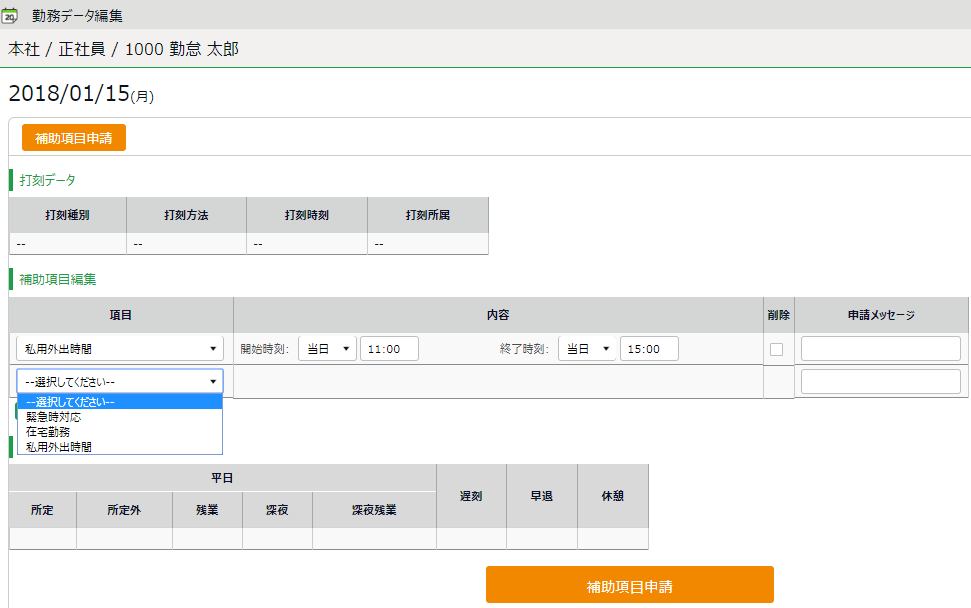 20 勤務データ編集
本社 / 正社員 / 1000 勤怠 太郎
2018/01/15(月)
補助項目申請
打刻データ
打刻種別 打刻方法 打刻時刻 打刻所属
-- -- -- --
補助項目編集
項目 内容 削除 申請メッセージ
私用外出時間 開始時刻: 当日 11:00 終了時刻: 当日 15:00
--選択してください--
--選択してください--
緊急時対応
在宅勤務
私用外出時間
平日 遅刻 早退 休憩
所定 所定外 残業 深夜 深夜残業
補助項目申請